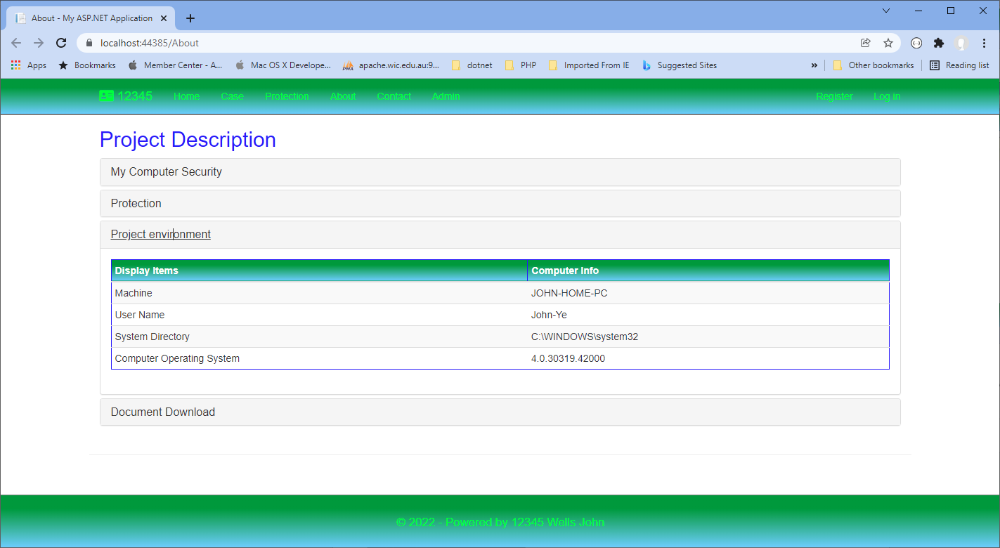 About - My ASP.NET Application
localhost:44385/About
Apps Bookmarks Member Center - A... Mac OS X Develope... apache.wic.edu.au:9... dotnet PHP Imported From IE Suggested Sites » Other bookmarks Reading list
12345 Home Case Protection About Contact Admin Register Log in
Project Description
My Computer Security
Protection
Project environment
Display Items Computer Info
Machine JOHN-HOME-PC
User Name John-Ye
System Directory C:\WINDOWS\system32
Computer Operating System 4.0.30319.42000
Document Download
© 2022 - Powered by 12345 Wells John